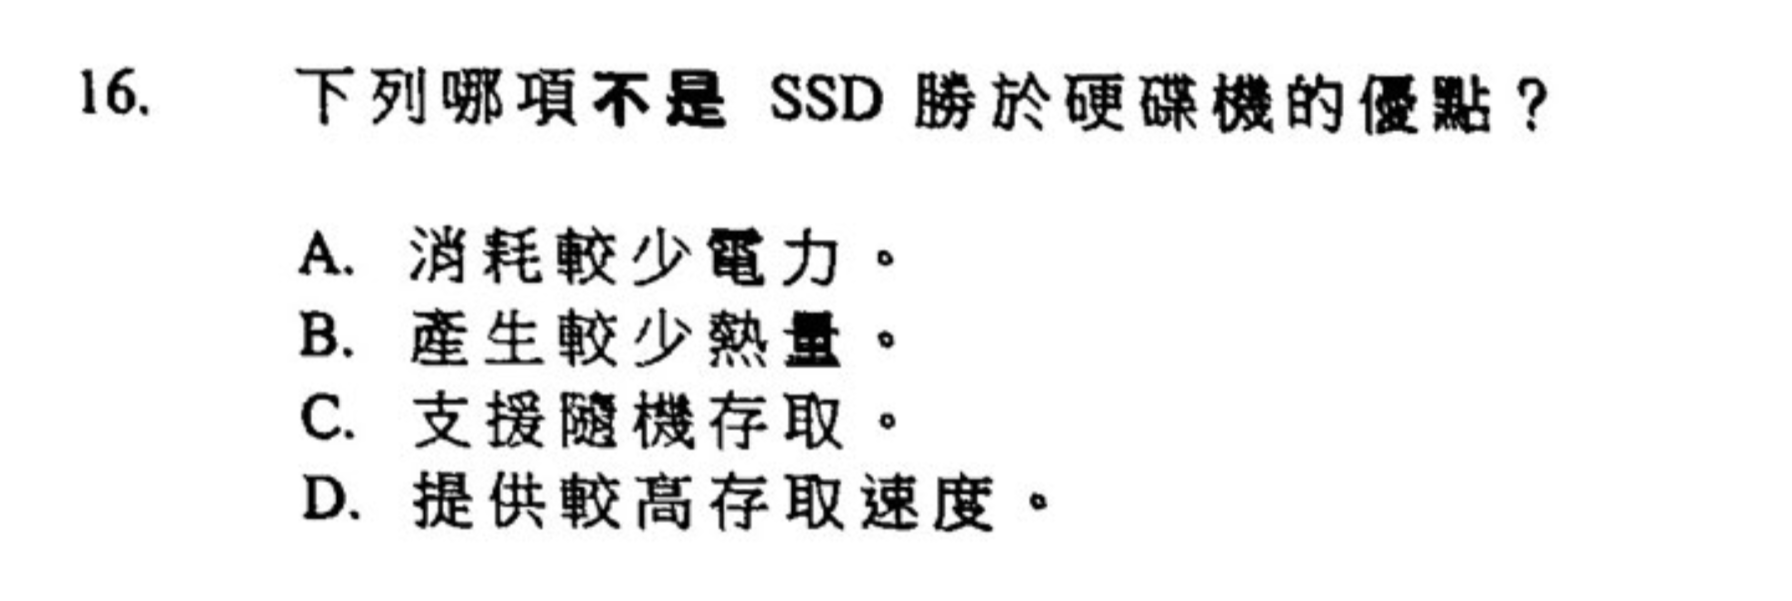 16. 下列哪項不是 SSD 勝於硬碟機的優點？
A. 消耗較少電力。
B. 產生較少熱量。
C. 支援隨機存取。
D. 提供較高存取速度。